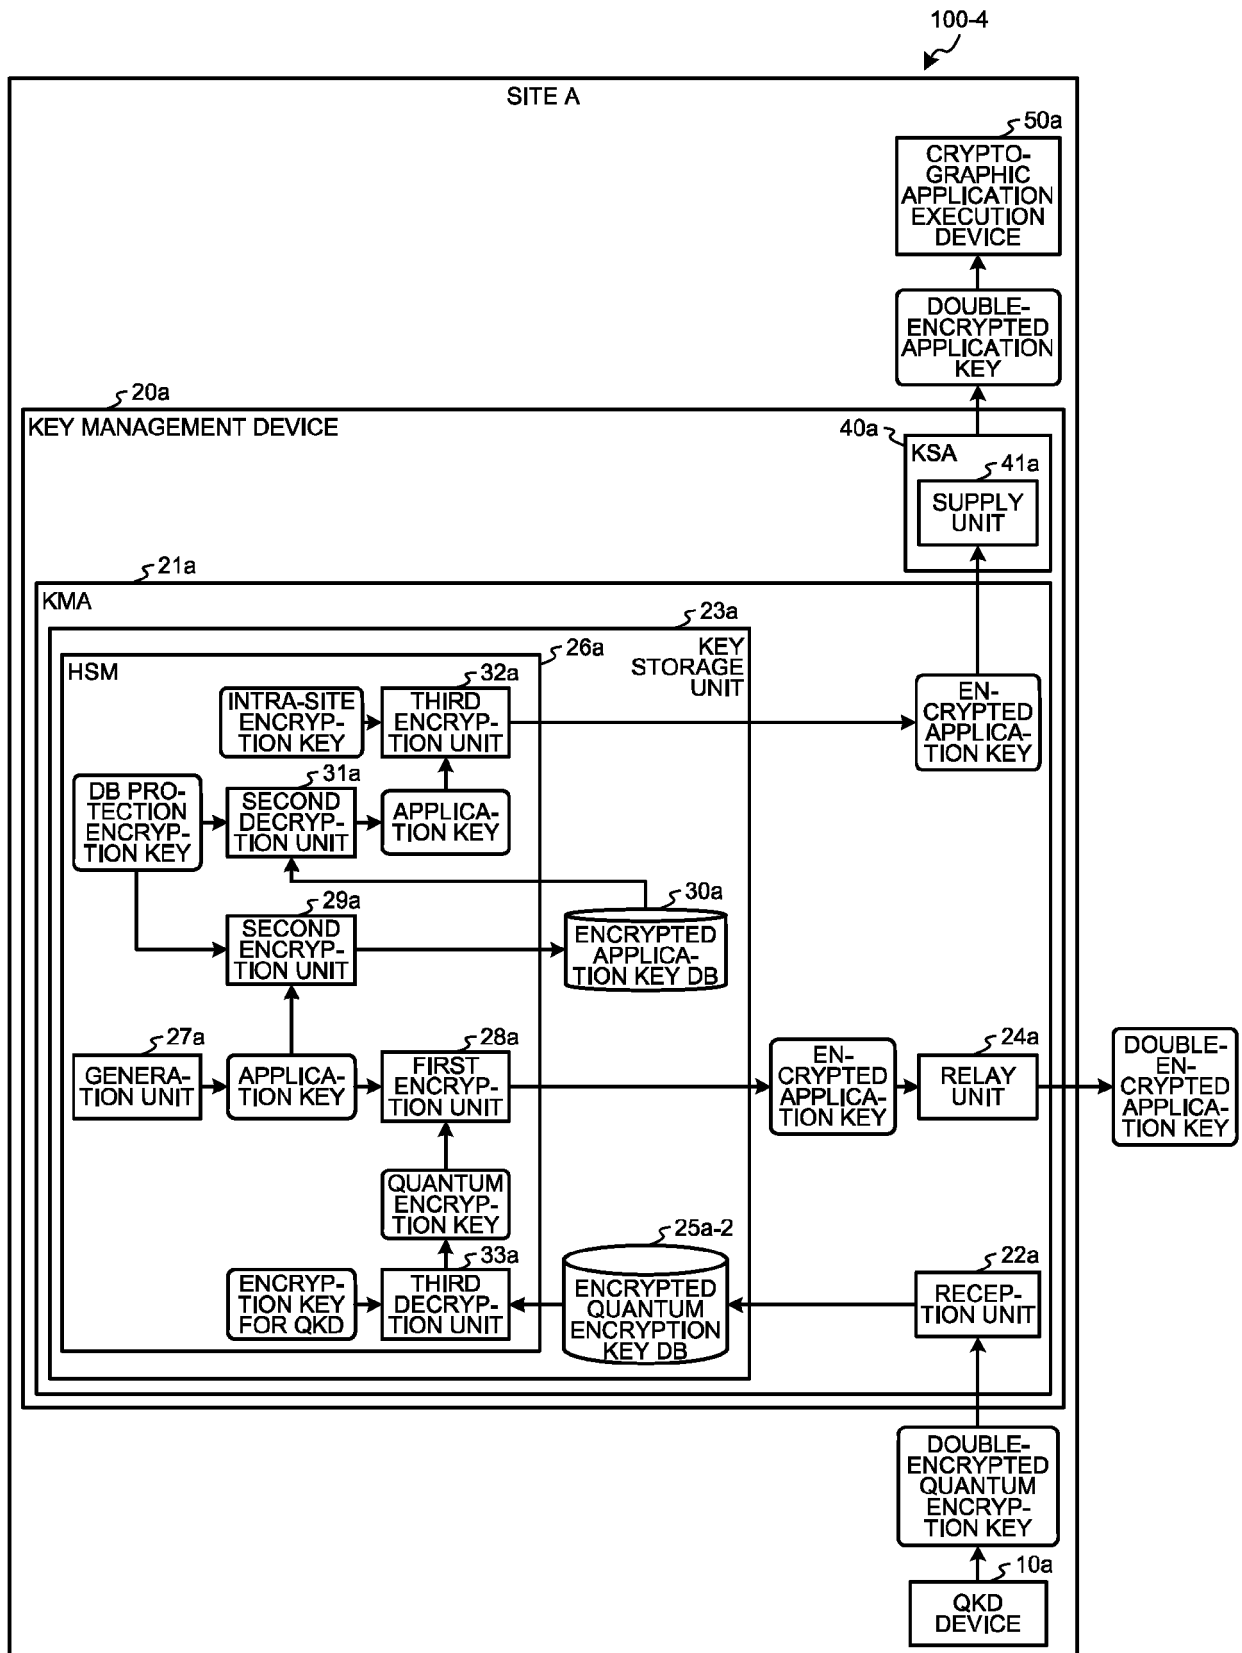 100-4
SITE A
50a
CRYPTO-
GRAPHIC
APPLICATION
EXECUTION
DEVICE
DOUBLE-
ENCRYPTED
APPLICATION
KEY
20a
KEY MANAGEMENT DEVICE
40a
KSA
41a
SUPPLY
UNIT
21a
KMA
23a
KEY
STORAGE
UNIT
26a
HSM
32a
INTRA-SITE
ENCRYP-
TION KEY
THIRD
ENCRYP-
TION UNIT
EN-
CRYPTED
APPLICA-
TION KEY
31a
DB PRO-
TECTION
ENCRYP-
TION KEY
SECOND
DECRYP-
TION UNIT
APPLICA-
TION KEY
29a
SECOND
ENCRYP-
TION UNIT
30a
ENCRYPTED
APPLICA-
TION KEY DB
27a
GENERA-
TION UNIT
APPLICA-
TION KEY
28a
FIRST
ENCRYP-
TION UNIT
EN-
CRYPTED
APPLICA-
TION KEY
24a
RELAY
UNIT
DOUBLE-
EN-
CRYPTED
APPLICA-
TION KEY
QUANTUM
ENCRYP-
TION KEY
33a
ENCRYP-
TION KEY
FOR QKD
THIRD
DECRYP-
TION UNIT
25a-2
ENCRYPTED
QUANTUM
ENCRYPTION
KEY DB
22a
RECEP-
TION UNIT
DOUBLE-
ENCRYPTED
QUANTUM
ENCRYP-
TION KEY
10a
QKD
DEVICE